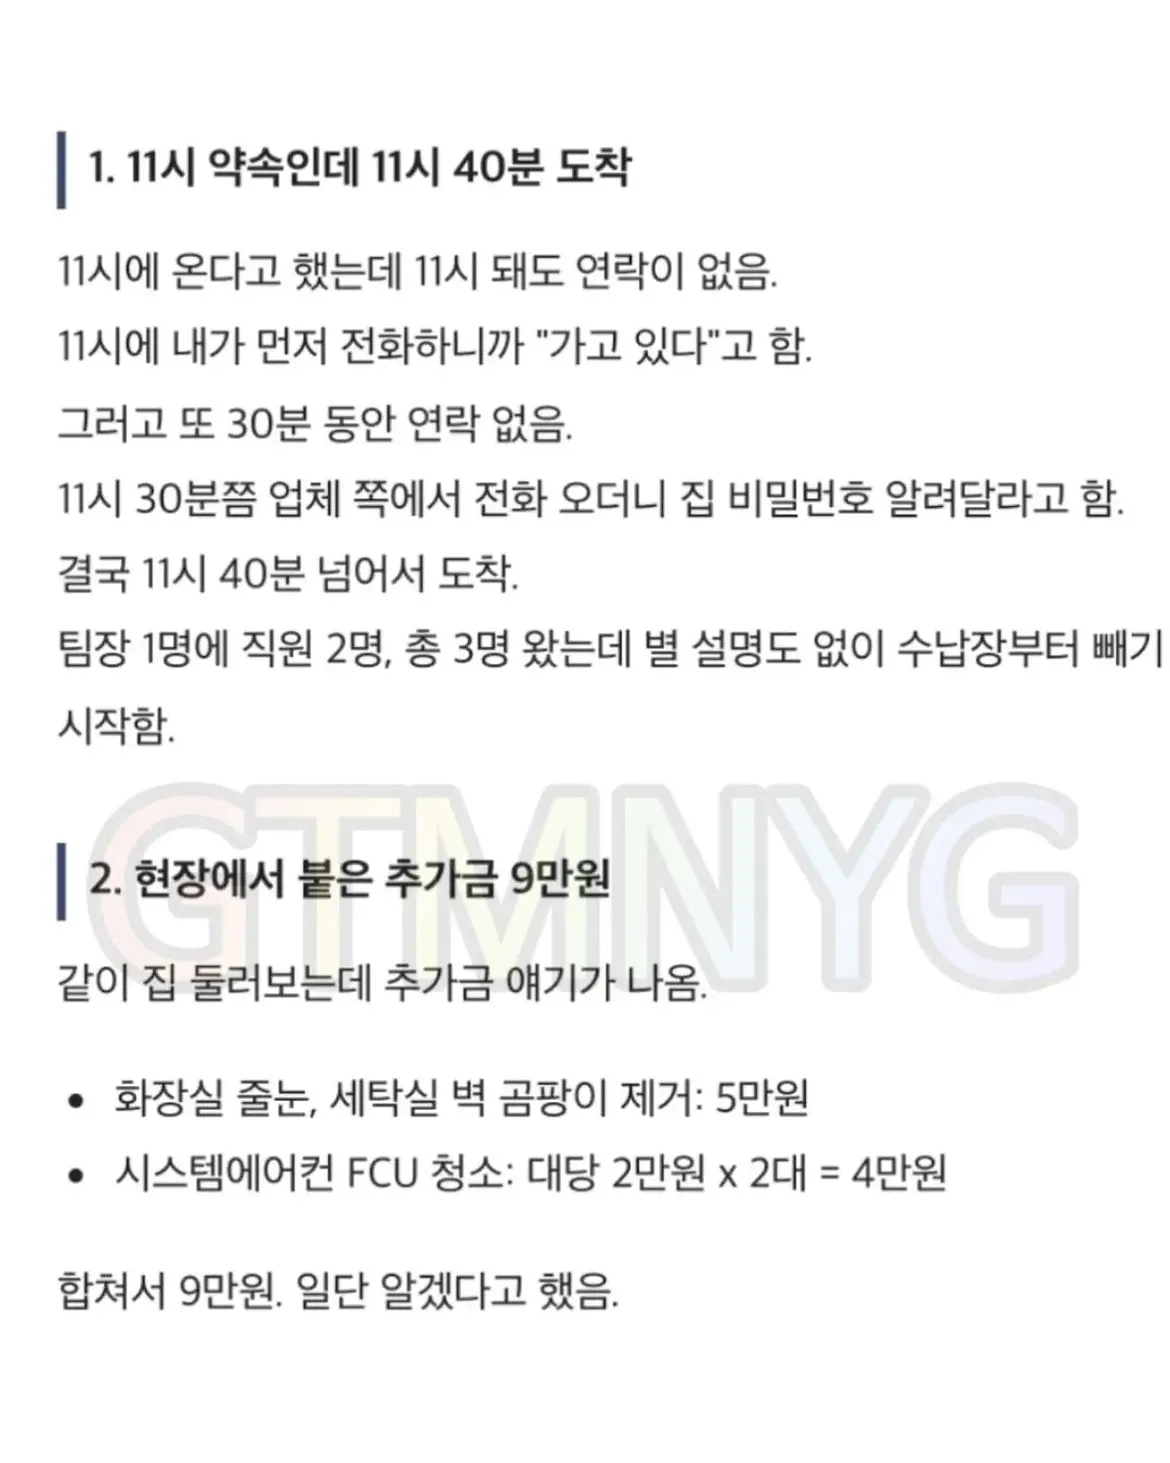 1. 11시 약속인데 11시 40분 도착
11시에 온다고 했는데 11시 돼도 연락이 없음.
11시에 내가 먼저 전화하니까 "가고 있다"고 함.
그러고 또 30분 동안 연락 없음.
11시 30분쯤 업체 쪽에서 전화 오더니 집 비밀번호 알려달라고 함.
결국 11시 40분 넘어서 도착.
팀장 1명에 직원 2명, 총 3명 왔는데 별 설명도 없이 수납장부터 빼기
시작함.
GTMNYG
2. 현장에서 붙은 추가금 9만원
같이 집 둘러보는데 추가금 얘기가 나옴.
• 화장실 줄눈, 세탁실 벽 곰팡이 제거: 5만원
• 시스템에어컨 FCU 청소: 대당 2만원 x 2대 = 4만원
합쳐서 9만원. 일단 알겠다고 했음.